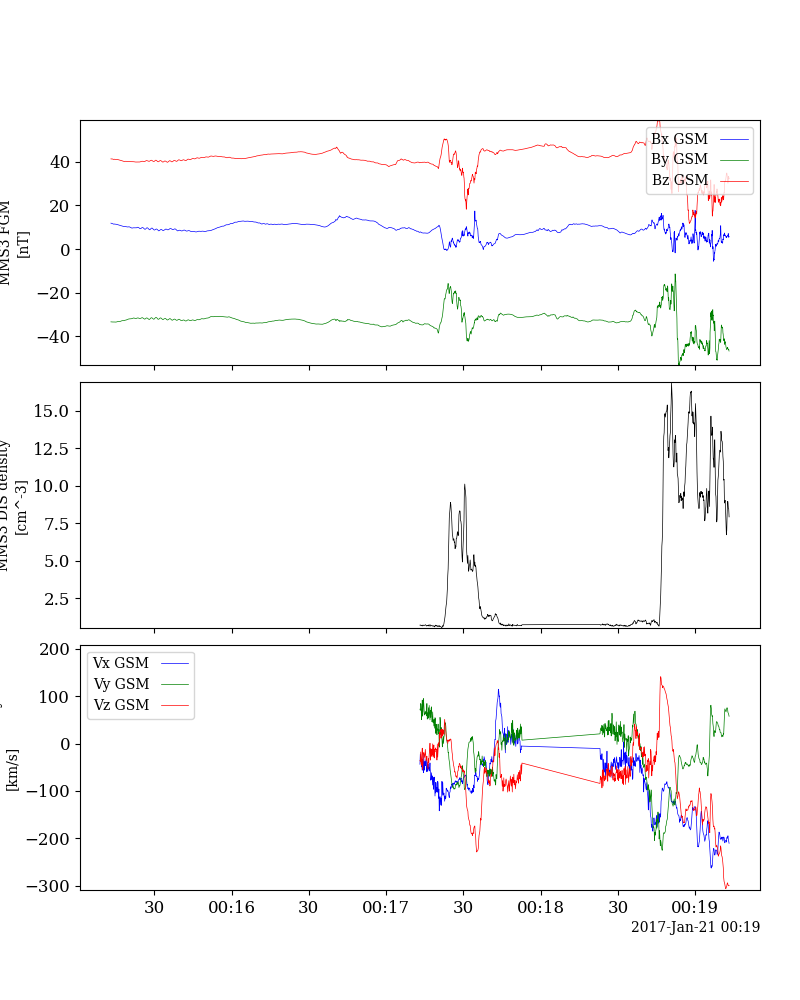 MMS3 FGM
[nT]
40
20
0
−20
−40
Bx GSM
By GSM
Bz GSM
MMS3 DIS density
[cm^-3]
15.0
12.5
10.0
7.5
5.0
2.5
[km/s]
200
100
0
−100
−200
−300
Vx GSM
Vy GSM
Vz GSM
30 00:16 30 00:17 30 00:18 30 00:19
2017-Jan-21 00:19